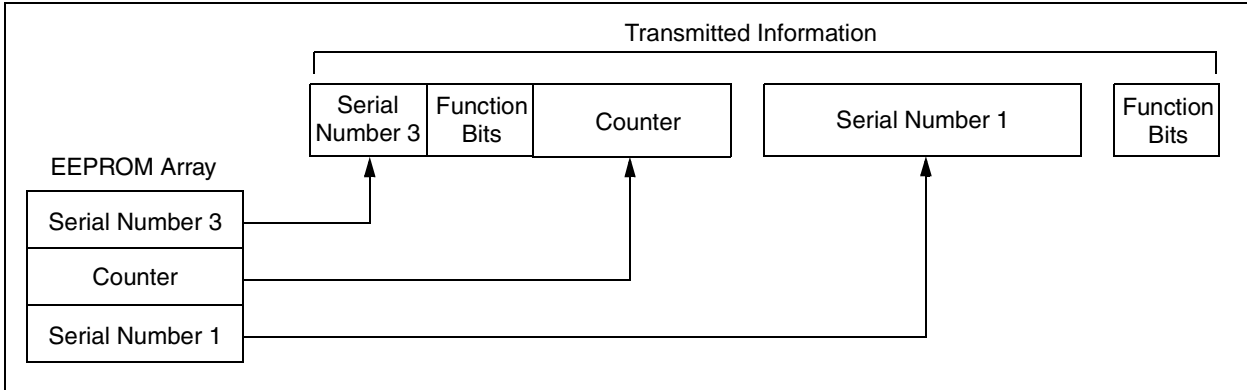 Transmitted Information
Serial
Number 3
Function
Bits
Counter
Serial Number 1
Function
Bits
EEPROM Array
Serial Number 3
Counter
Serial Number 1